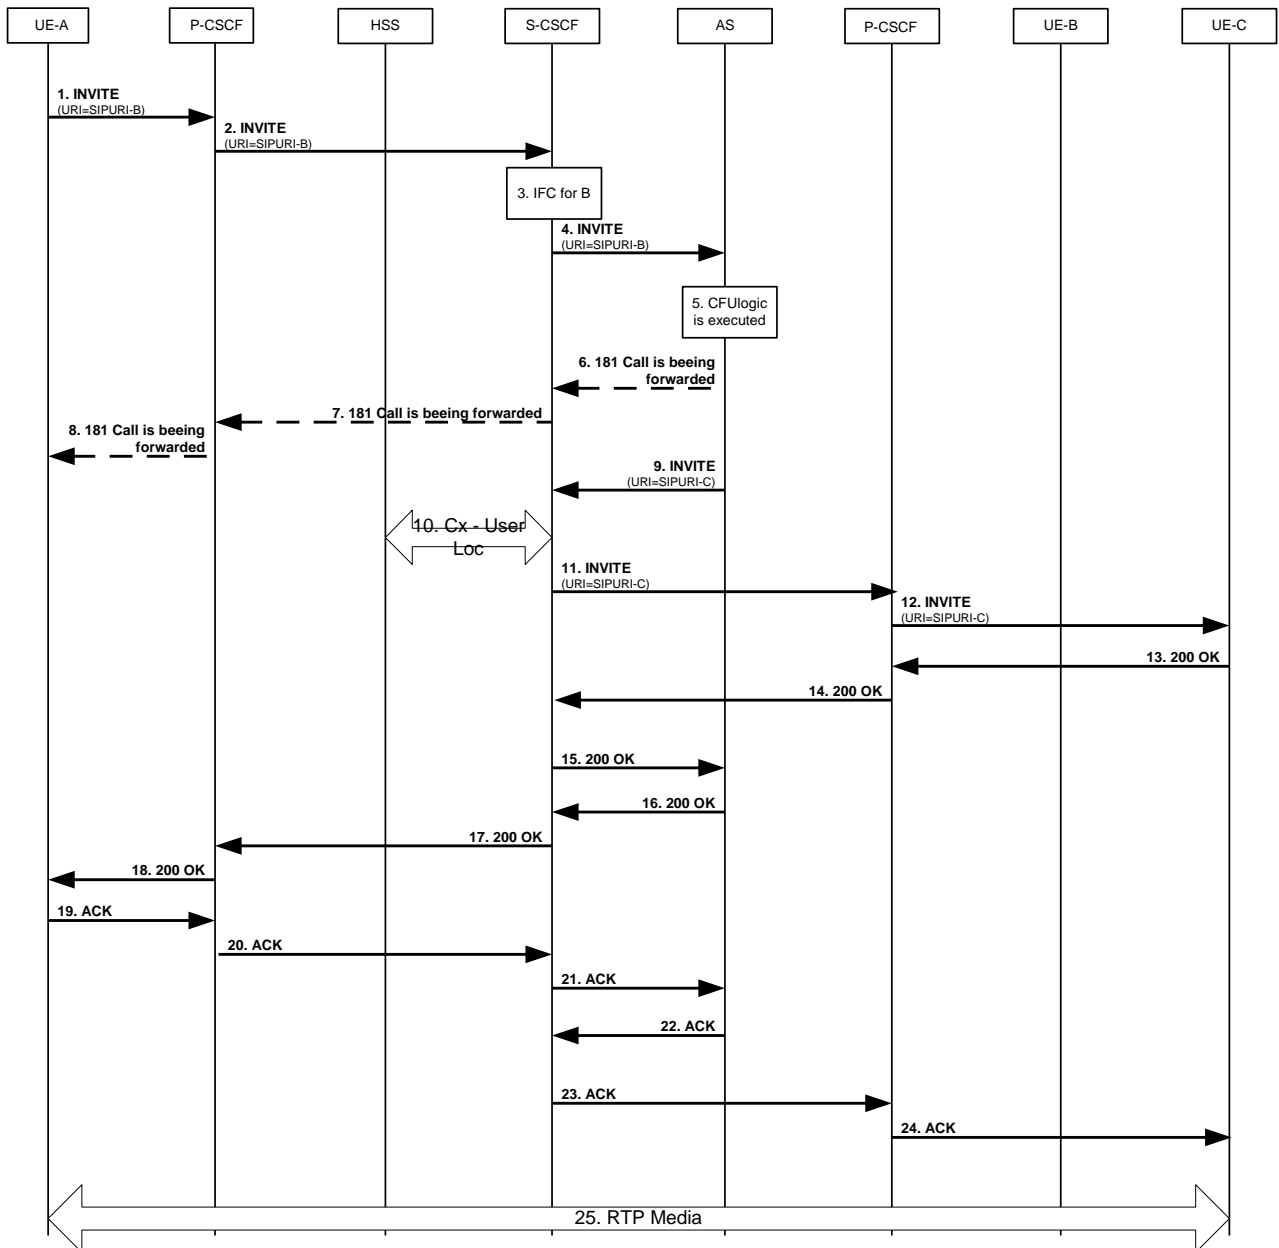 UE-A
P-CSCF
HSS
S-CSCF
AS
P-CSCF
UE-B
UE-C
1. INVITE
(URI=SIPURI-B)
2. INVITE
(URI=SIPURI-B)
3. IFC for B
4. INVITE
(URI=SIPURI-B)
5. CFUlogic
is executed
6. 181 Call is beeing
forwarded
7. 181 Call is beeing forwarded
8. 181 Call is beeing
forwarded
9. INVITE
(URI=SIPURI-C)
10. Cx - User
Loc
11. INVITE
(URI=SIPURI-C)
12. INVITE
(URI=SIPURI-C)
13. 200 OK
14. 200 OK
15. 200 OK
16. 200 OK
17. 200 OK
18. 200 OK
19. ACK
20. ACK
21. ACK
22. ACK
23. ACK
24. ACK
25. RTP Media